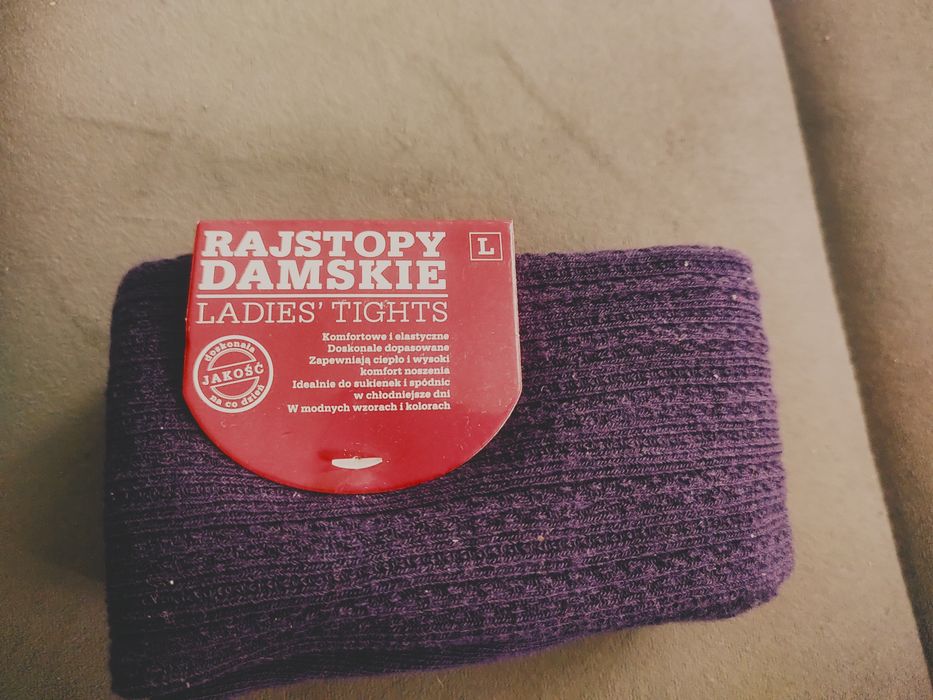 RAJSTOPY
DAMSKIE
L
LADIES' TIGHTS
Komfortowe i elastyczne
Doskonale dopasowane
Zapewniają ciepło i wysoki
komfort noszenia
Idealnie do sukienek i spódnic
w chłodniejsze dni
W modnych wzorach i kolorach
doskonała
JAKOŚĆ
na co dzień